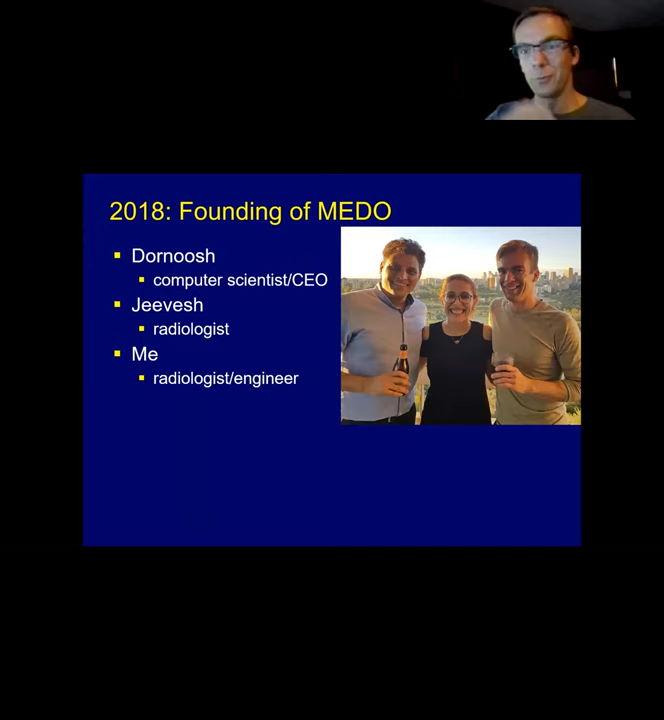 2018: Founding of MEDO
Dornoosh
computer scientist/CEO
Jeevesh
radiologist
Me
radiologist/engineer